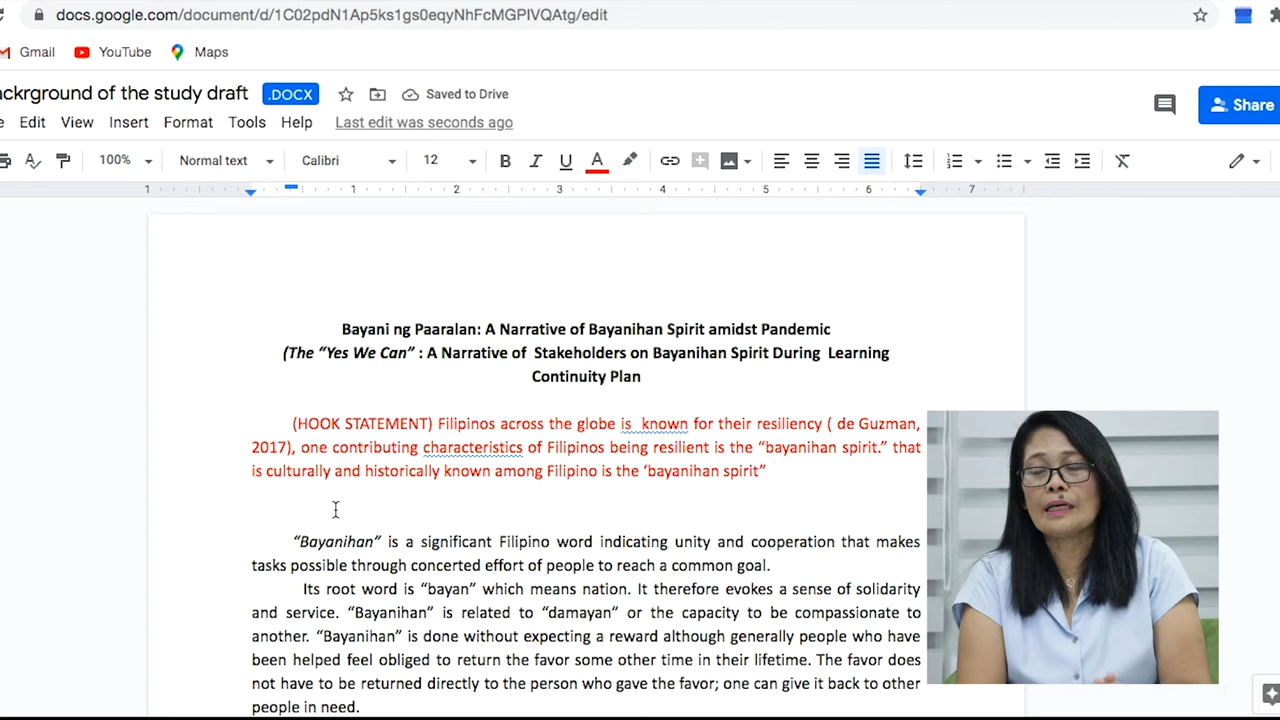 docs.google.com/document/d/1C02pdN1Ap5ks1gs0eqyNhFcMGPIVQAtg/edit
Gmail YouTube Maps
ackrground of the study draft .DOCX Saved to Drive
e Edit View Insert Format Tools Help Last edit was seconds ago
Share
100% Normal text Calibri 12 B I U A
1 1 2 3 4 5 6 7
Bayani ng Paaralan: A Narrative of Bayanihan Spirit amidst Pandemic
(The “Yes We Can” : A Narrative of Stakeholders on Bayanihan Spirit During Learning
Continuity Plan
(HOOK STATEMENT) Filipinos across the globe is known for their resiliency ( de Guzman,
2017), one contributing characteristics of Filipinos being resilient is the “bayanihan spirit.” that
is culturally and historically known among Filipino is the ‘bayanihan spirit”
“Bayanihan” is a significant Filipino word indicating unity and cooperation that makes
tasks possible through concerted effort of people to reach a common goal.
Its root word is “bayan” which means nation. It therefore evokes a sense of solidarity
and service. “Bayanihan” is related to “damayan” or the capacity to be compassionate to
another. “Bayanihan” is done without expecting a reward although generally people who have
been helped feel obliged to return the favor some other time in their lifetime. The favor does
not have to be returned directly to the person who gave the favor; one can give it back to other
people in need.